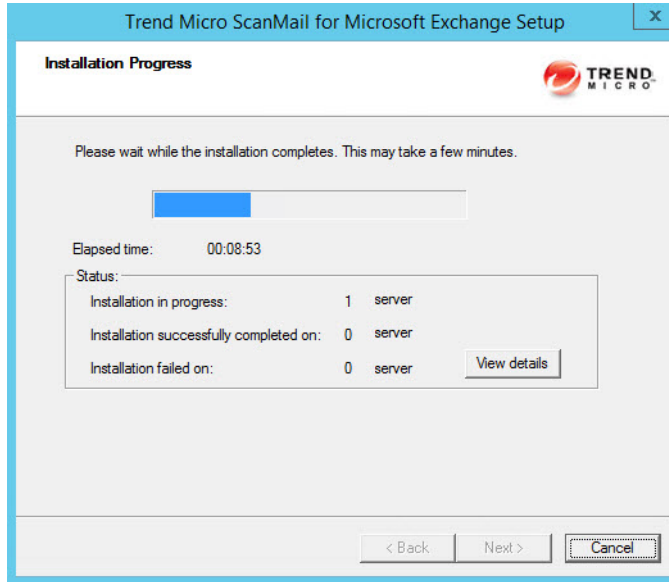 Trend Micro ScanMail for Microsoft Exchange Setup
x
Installation Progress
TREND
MICRO
Please wait while the installation completes. This may take a few minutes.
Elapsed time: 00:08:53
Status:
Installation in progress: 1 server
Installation successfully completed on: 0 server
Installation failed on: 0 server
View details
< Back Next > Cancel